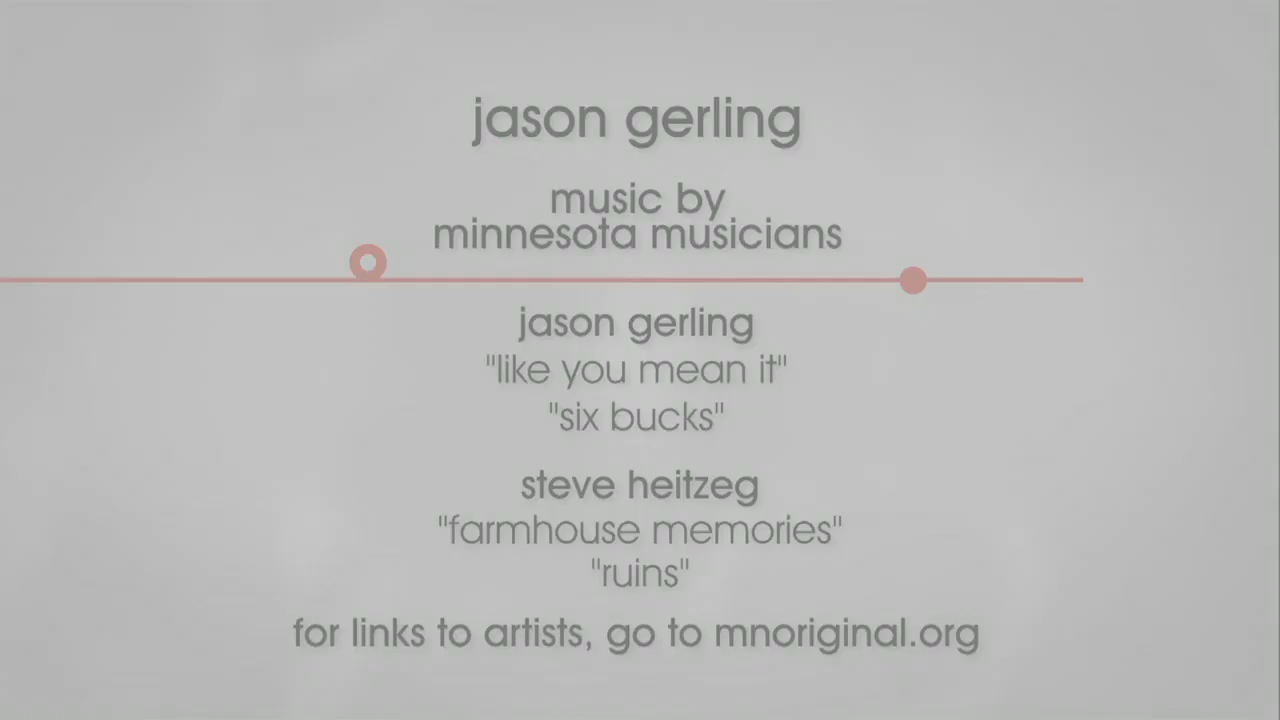 jason gerling
music by
minnesota musicians
jason gerling
"like you mean it"
"six bucks"
steve heitzeg
"farmhouse memories"
"ruins"
for links to artists, go to mnoriginal.org